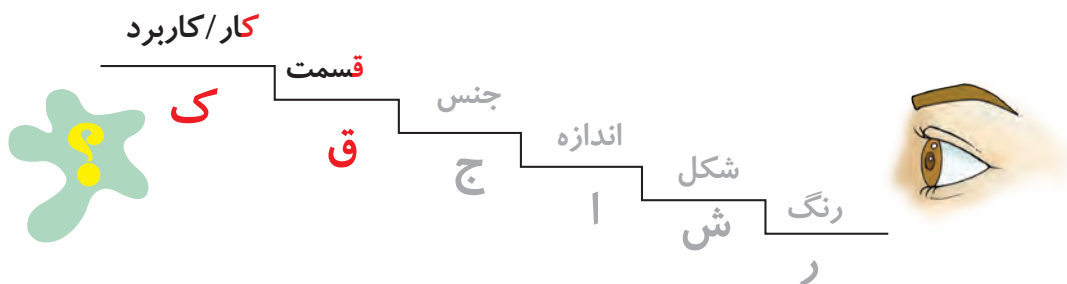 کار/کاربرد
قسمت
جنس
اندازه
شکل
رنگ
ک
ق
ج
ا
ش
ر
؟